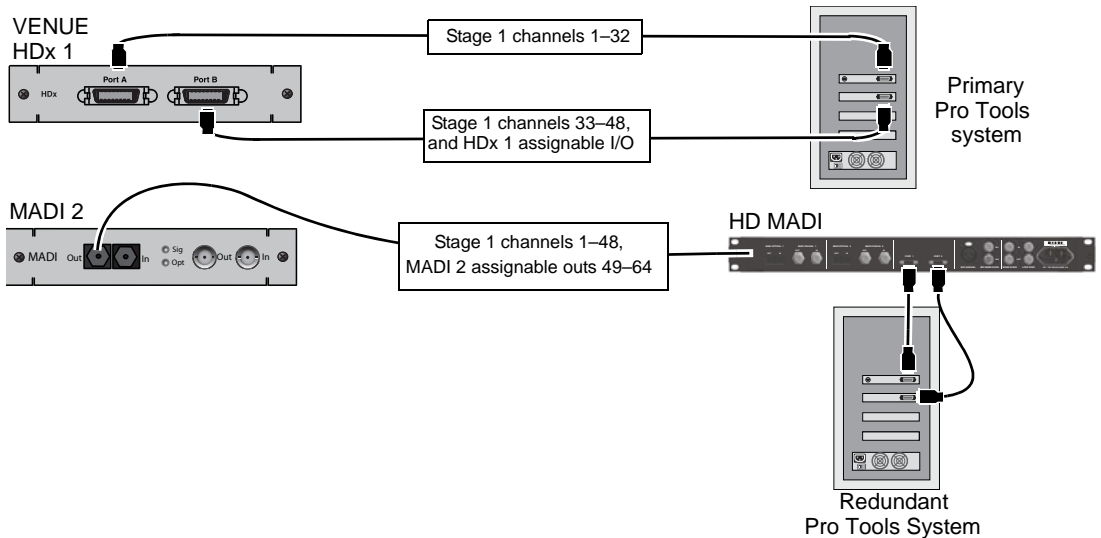 VENUE
HDx 1
HDx
Port A
Port B
Stage 1 channels 1–32
Stage 1 channels 33–48,
and HDx 1 assignable I/O
Primary
Pro Tools
system
MADI 2
MADI
Out
In
Sig
Opt
Out
In
Stage 1 channels 1–48,
MADI 2 assignable outs 49–64
HD MADI
Redundant
Pro Tools System